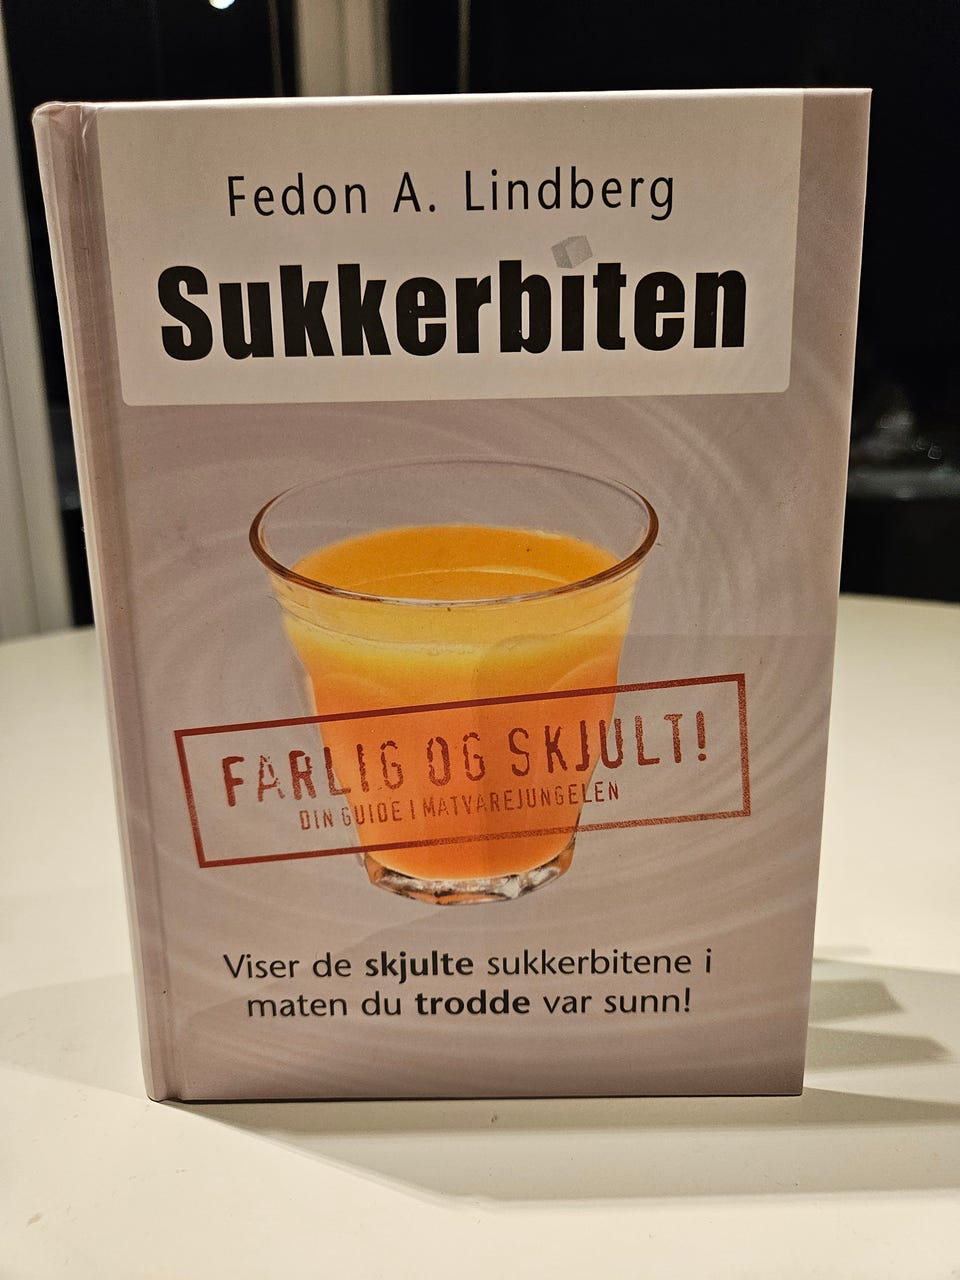 Fedon A. Lindberg
Sukkerbiten
FARLIG OG SKJULT!
DIN GUIDE I MATVAREJUNGELEN
Viser de skjulte sukkerbitene i
maten du trodde var sunn!